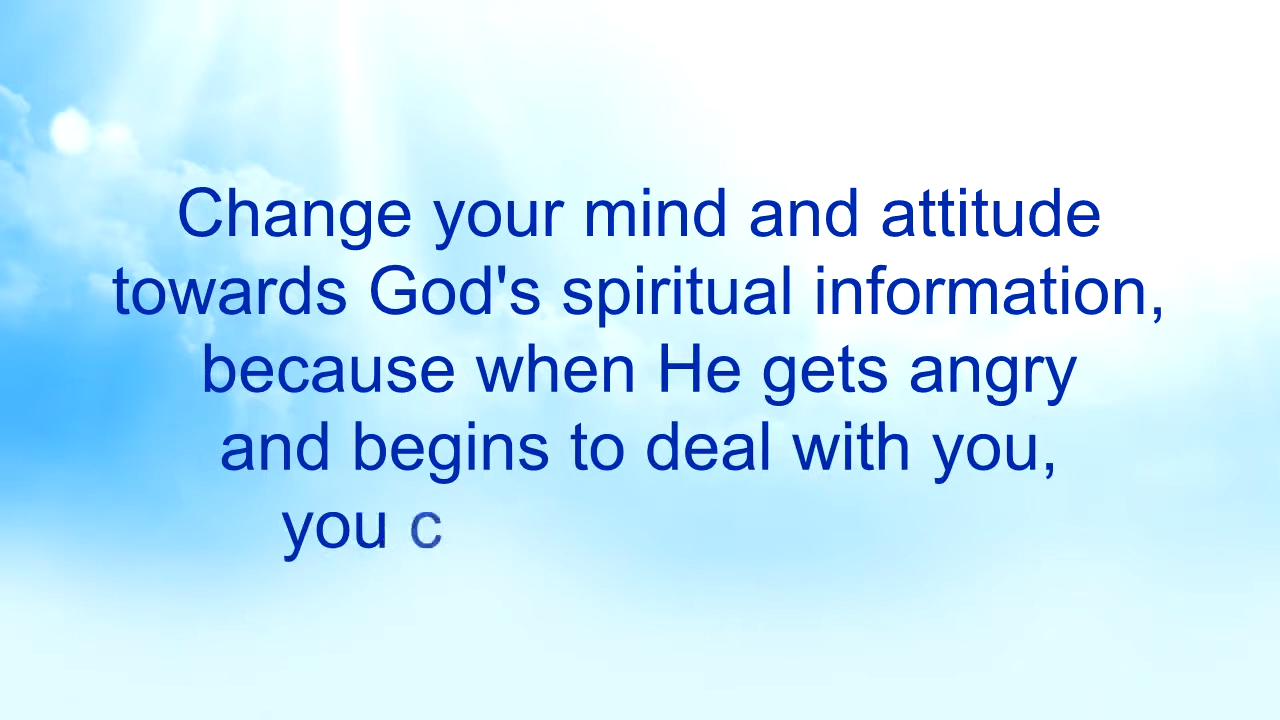 Change your mind and attitude
towards God's spiritual information,
because when He gets angry
and begins to deal with you,
you c